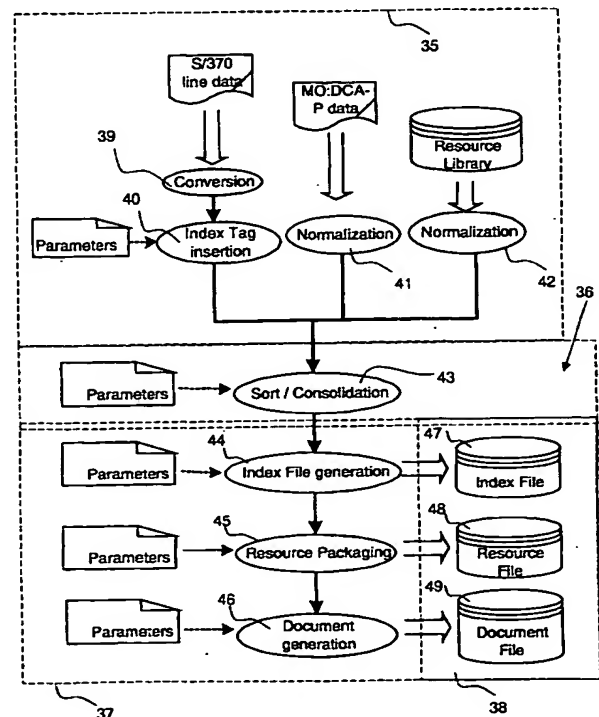 35
S/370
line data
MO:DCA-
P data
Resource
Library
39
Conversion
40
Parameters
Index Tag
insertion
Normalization
Normalization
41
42
36
Parameters
Sort / Consolidation
43
44
47
Parameters
Index File generation
Index File
45
48
Parameters
Resource Packaging
Resource
File
46
49
Parameters
Document
generation
Document
File
37
38